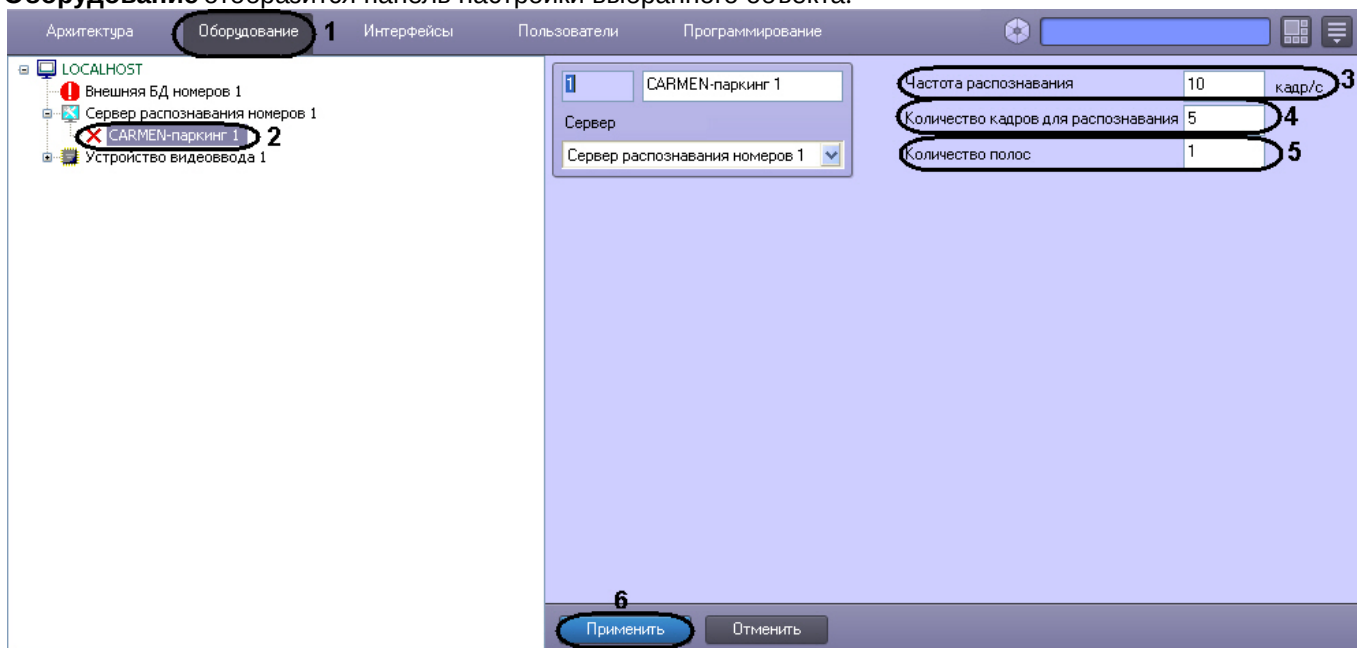 Оборудование отобразится панель настройки выбранного объекта.
Архитектура Оборудование 1 Интерфейсы Пользователи Программирование
LOCALHOST
Внешняя БД номеров 1
Сервер распознавания номеров 1
CARMEN-паркинг 1 2
Устройство видеоввода 1
1 CARMEN-паркинг 1
Сервер
Сервер распознавания номеров 1
Частота распознавания 10 кадр/с 3
Количество кадров для распознавания 5 4
Количество полос 1 5
6
Применить Отменить